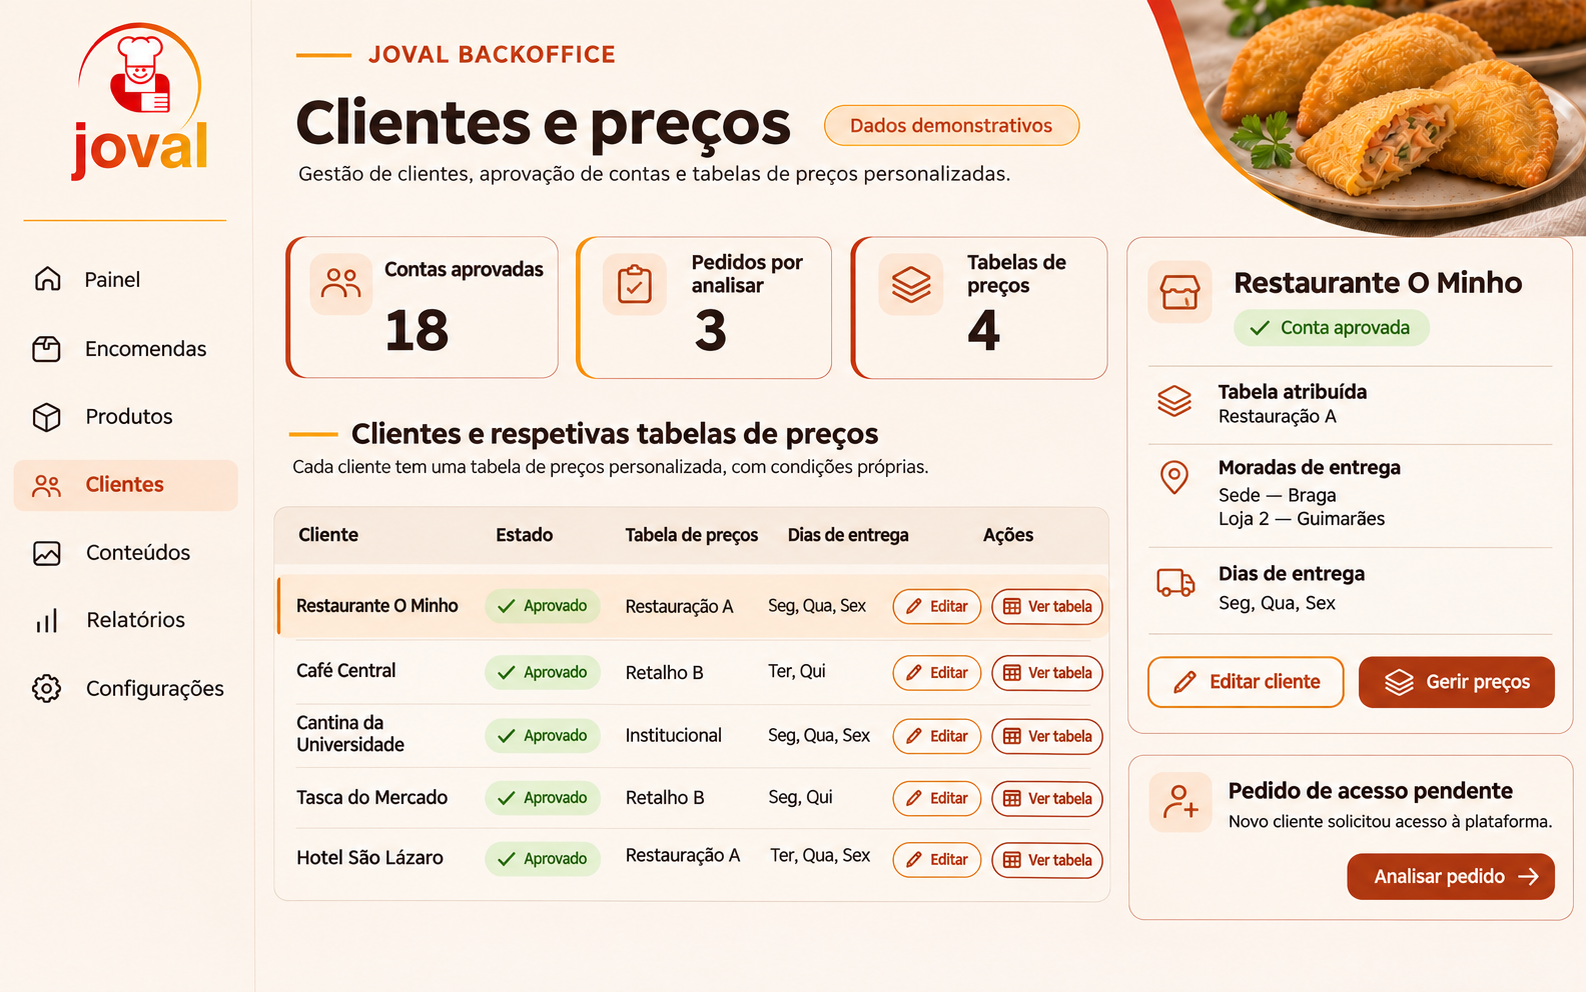 joval
Painel
Encomendas
Produtos
Clientes
Conteúdos
Relatórios
Configurações
JOVAL BACKOFFICE
Clientes e preços
Dados demonstrativos
Gestão de clientes, aprovação de contas e tabelas de preços personalizadas.
Contas aprovadas
18
Pedidos por
analisar
3
Tabelas de
preços
4
Clientes e respetivas tabelas de preços
Cada cliente tem uma tabela de preços personalizada, com condições próprias.
Cliente Estado Tabela de preços Dias de entrega Ações
Restaurante O Minho Aprovado Restauração A Seg, Qua, Sex Editar Ver tabela
Café Central Aprovado Retalho B Ter, Qui Editar Ver tabela
Cantina da
Universidade Aprovado Institucional Seg, Qua, Sex Editar Ver tabela
Tasca do Mercado Aprovado Retalho B Seg, Qui Editar Ver tabela
Hotel São Lázaro Aprovado Restauração A Ter, Qua, Sex Editar Ver tabela
Restaurante O Minho
Conta aprovada
Tabela atribuída
Restauração A
Moradas de entrega
Sede — Braga
Loja 2 — Guimarães
Dias de entrega
Seg, Qua, Sex
Editar cliente Gerir preços
Pedido de acesso pendente
Novo cliente solicitou acesso à plataforma.
Analisar pedido